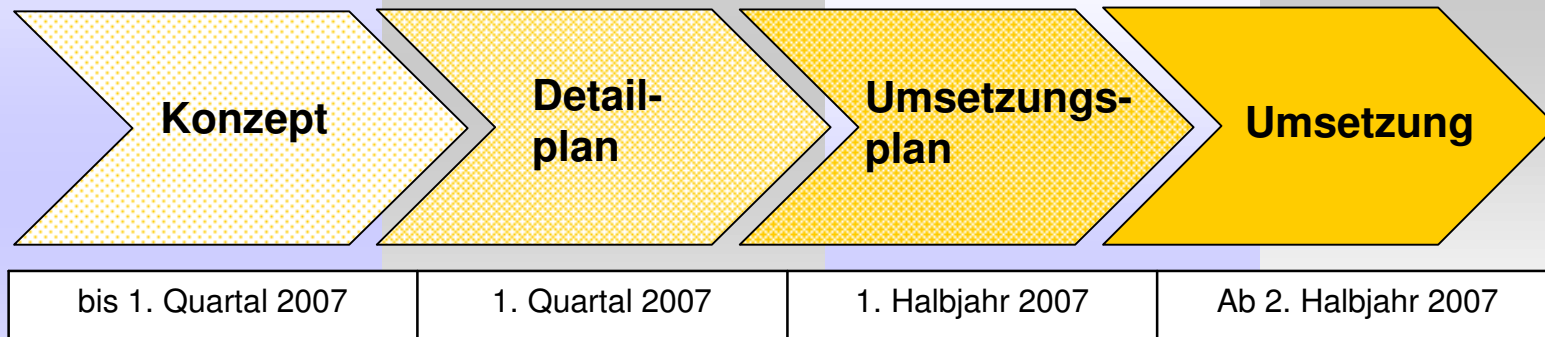 Konzept
Detail-
plan
Umsetzungs-
plan
Umsetzung
bis 1. Quartal 2007
1. Quartal 2007
1. Halbjahr 2007
Ab 2. Halbjahr 2007